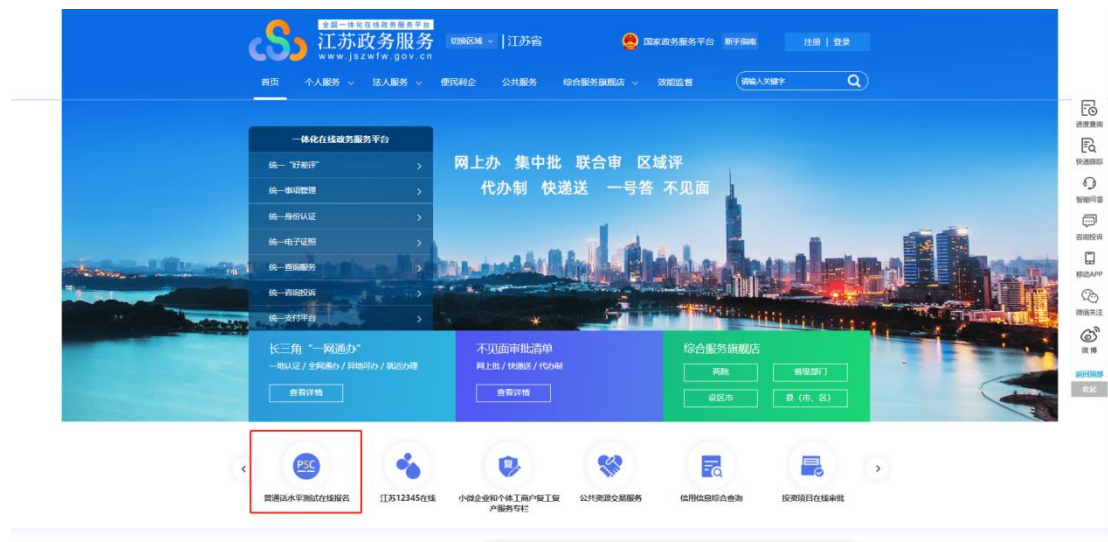 全国一体化在线政务服务平台
江苏政务服务
www.jszwfw.gov.cn
切换区域
江苏省
国家政务服务平台
新手指南
注册 | 登录
首页
个人服务
法人服务
便民利企
公共服务
综合服务旗舰店
效能监督
请输入关键字
一体化在线政务服务平台
统一“好差评”
统一事项管理
统一身份认证
统一电子证照
统一查询服务
统一咨询投诉
统一支付平台
网上办 集中批 联合审 区域评
代办制 快递送 一号答 不见面
长三角“一网通办”
一地认证/全网通办/异地可办/就近办理
查看详情
不见面审批清单
网上批/快递送/代办制
查看详情
综合服务旗舰店
两院
省级部门
设区市
县（市、区）
进度查询
快递跟踪
智能问答
咨询投诉
移动APP
微信关注
微 博
返回顶部
收起
PSC
普通话水平测试在线报名
江苏12345在线
复
小微企业和个体工商户复工复
产服务专栏
公共资源交易服务
信用信息综合查询
投资项目在线审批